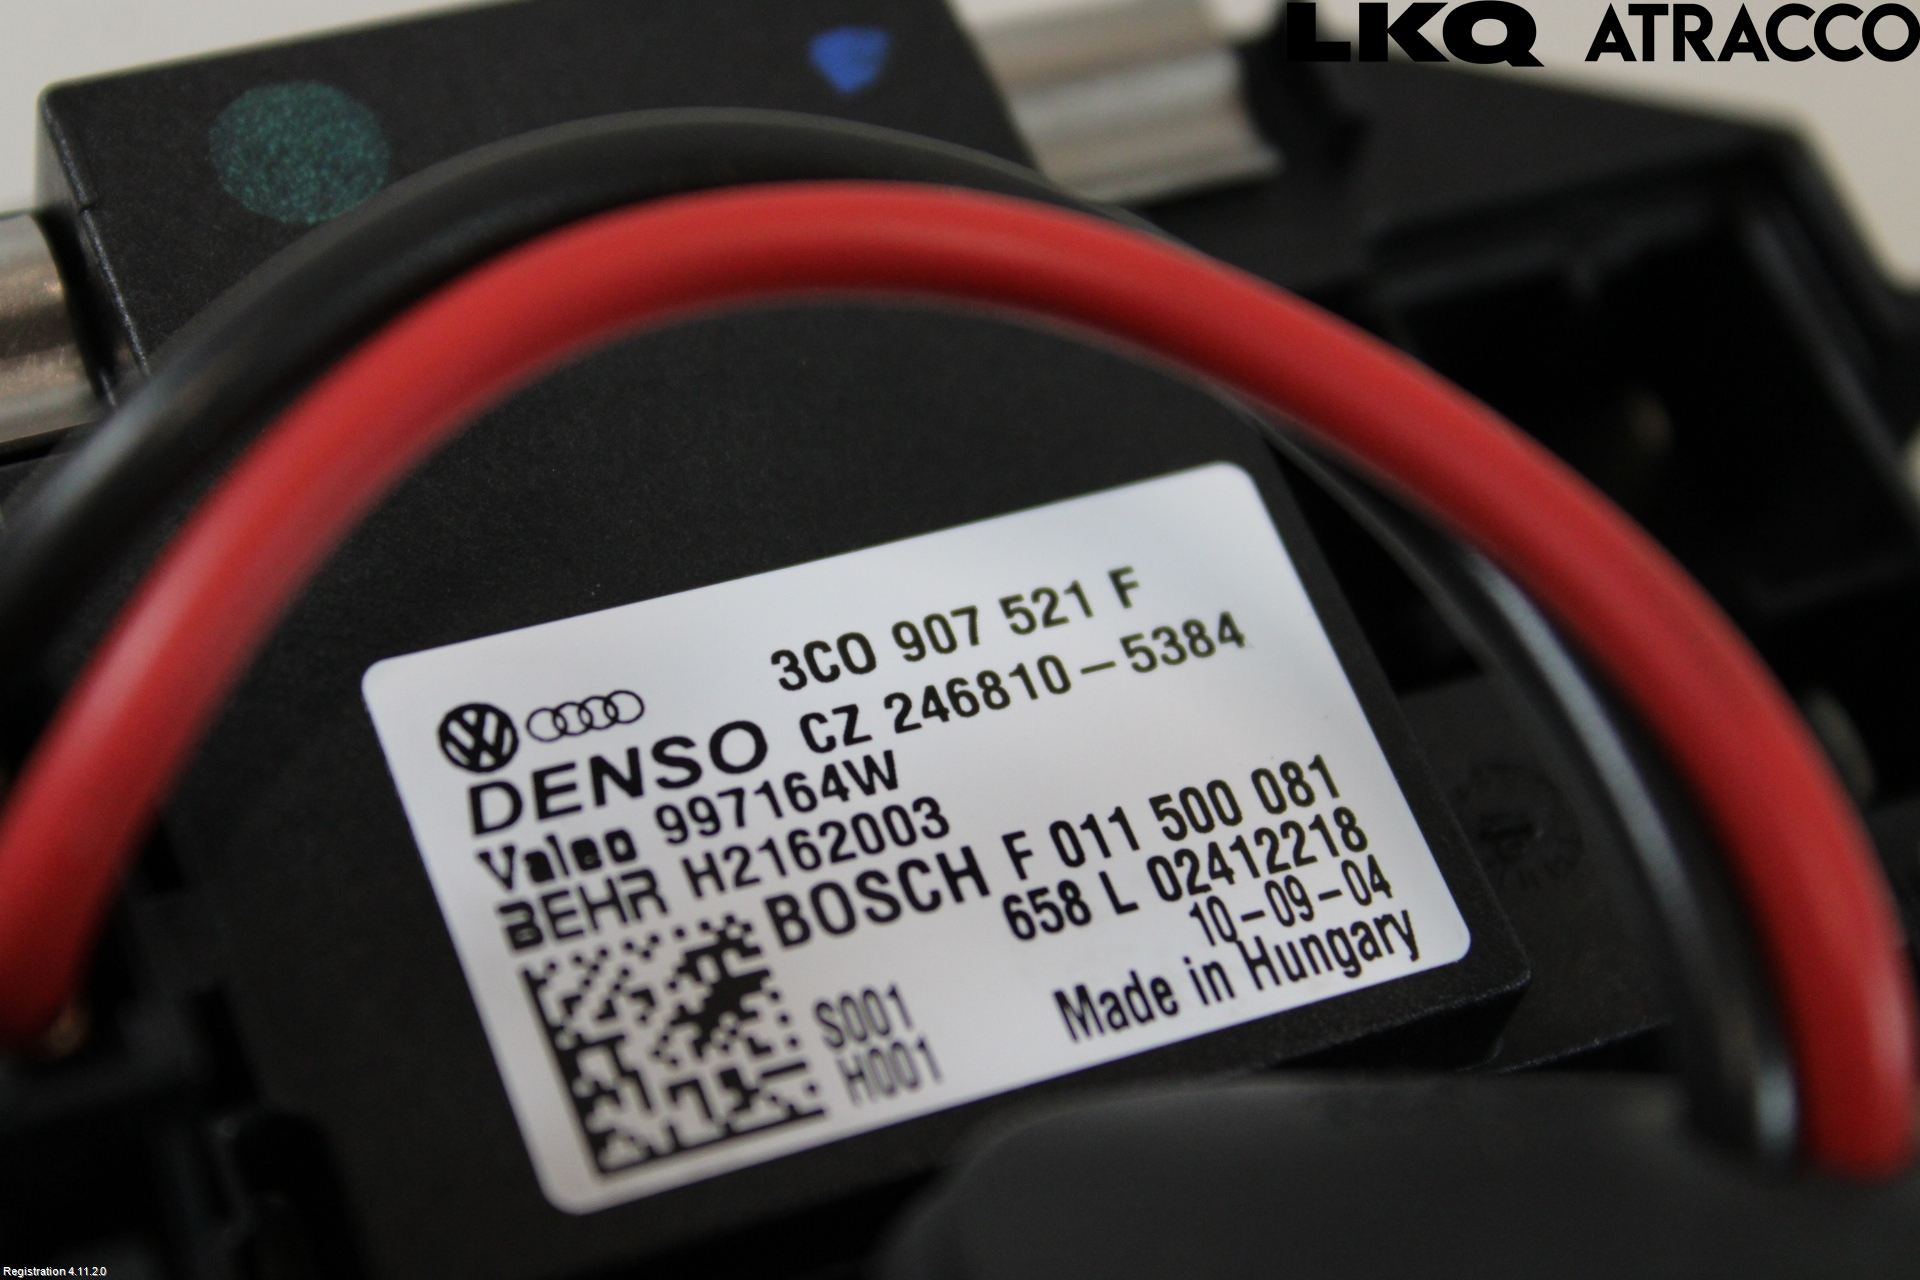 LKQ ATRACCO
3C0 907 521 F
DENSO CZ 246810-5384
Valeo 997164W
BEHR H2162003
BOSCH F 011 500 081
658 L 02412218
10-09-04
S001
H001
Made in Hungary
Registration 4.11.2.0